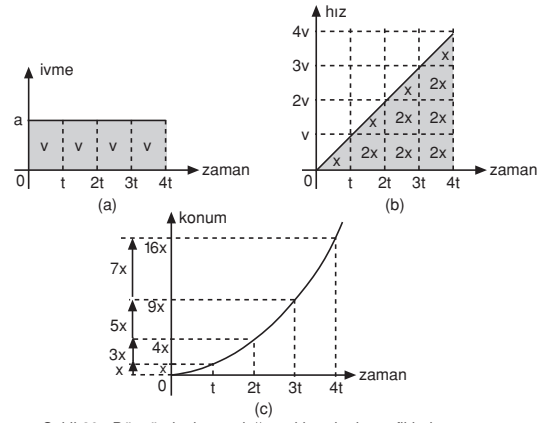 ivme
a
v v v v
0 t 2t 3t 4t zaman
(a)
hız
4v
3v
2v
v
x
x 2x
x 2x 2x
x 2x 2x 2x
0 t 2t 3t 4t zaman
(b)
konum
16x
7x
9x
5x
4x
3x
x x
0 t 2t 3t 4t zaman
(c)